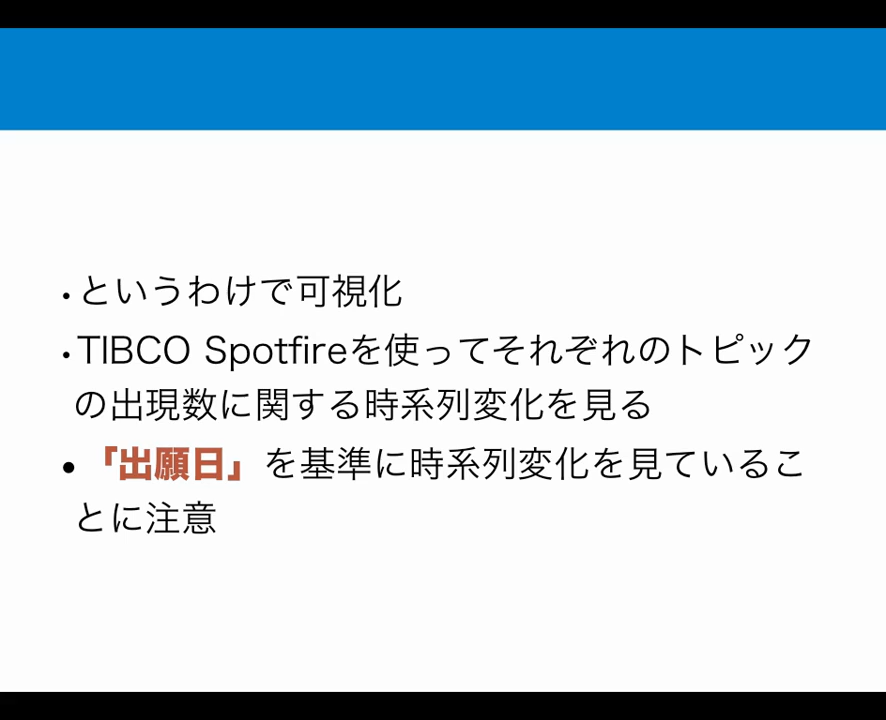 ・というわけで可視化
・TIBCO Spotfireを使ってそれぞれのトピック
の出現数に関する時系列変化を見る
・「出願日」を基準に時系列変化を見ているこ
とに注意